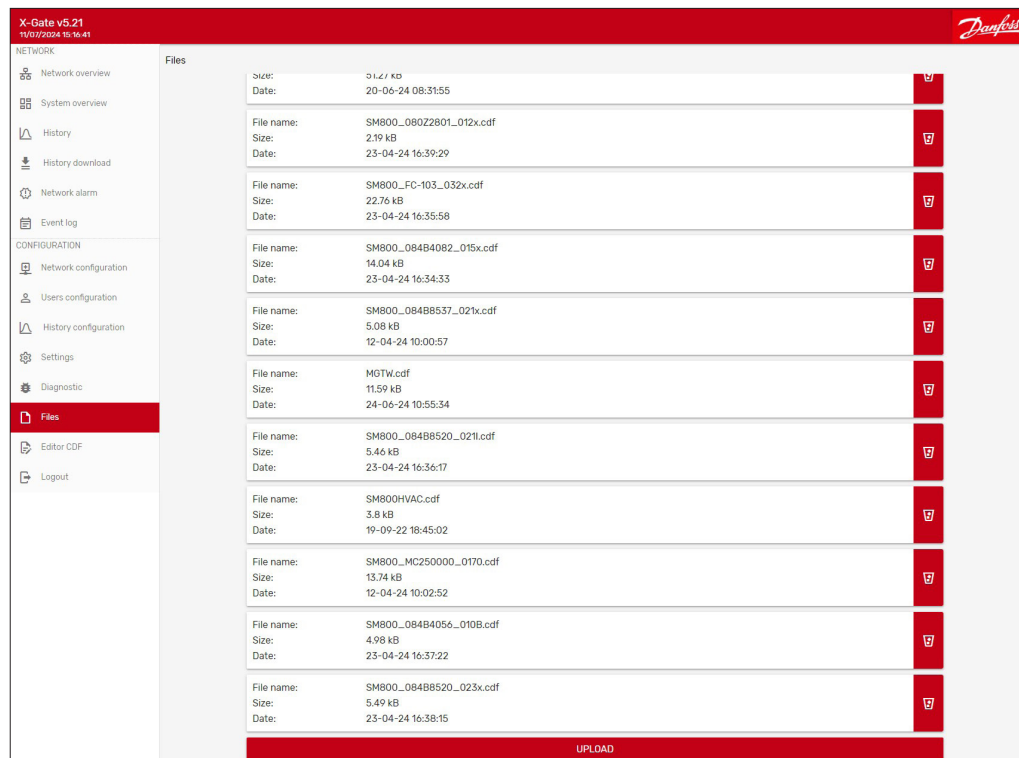 X-Gate v5.21
11/07/2024 15:16:41
Danfoss
NETWORK
Network overview
System overview
History
History download
Network alarm
Event log
CONFIGURATION
Network configuration
Users configuration
History configuration
Settings
Diagnostic
Files
Editor CDF
Logout
Files
Size: 51.27 kB
Date: 20-06-24 08:31:55
File name: SM800_080Z2801_012x.cdf
Size: 2.19 kB
Date: 23-04-24 16:39:29
File name: SM800_FC-103_032x.cdf
Size: 22.76 kB
Date: 23-04-24 16:35:58
File name: SM800_084B4082_015x.cdf
Size: 14.04 kB
Date: 23-04-24 16:34:33
File name: SM800_084B8537_021x.cdf
Size: 5.08 kB
Date: 12-04-24 10:00:57
File name: MGTW.cdf
Size: 11.59 kB
Date: 24-06-24 10:55:34
File name: SM800_084B8520_021I.cdf
Size: 5.46 kB
Date: 23-04-24 16:36:17
File name: SM800HVAC.cdf
Size: 3.8 kB
Date: 19-09-22 18:45:02
File name: SM800_MC250000_0170.cdf
Size: 13.74 kB
Date: 12-04-24 10:02:52
File name: SM800_084B4056_010B.cdf
Size: 4.98 kB
Date: 23-04-24 16:37:22
File name: SM800_084B8520_023x.cdf
Size: 5.49 kB
Date: 23-04-24 16:38:15
UPLOAD